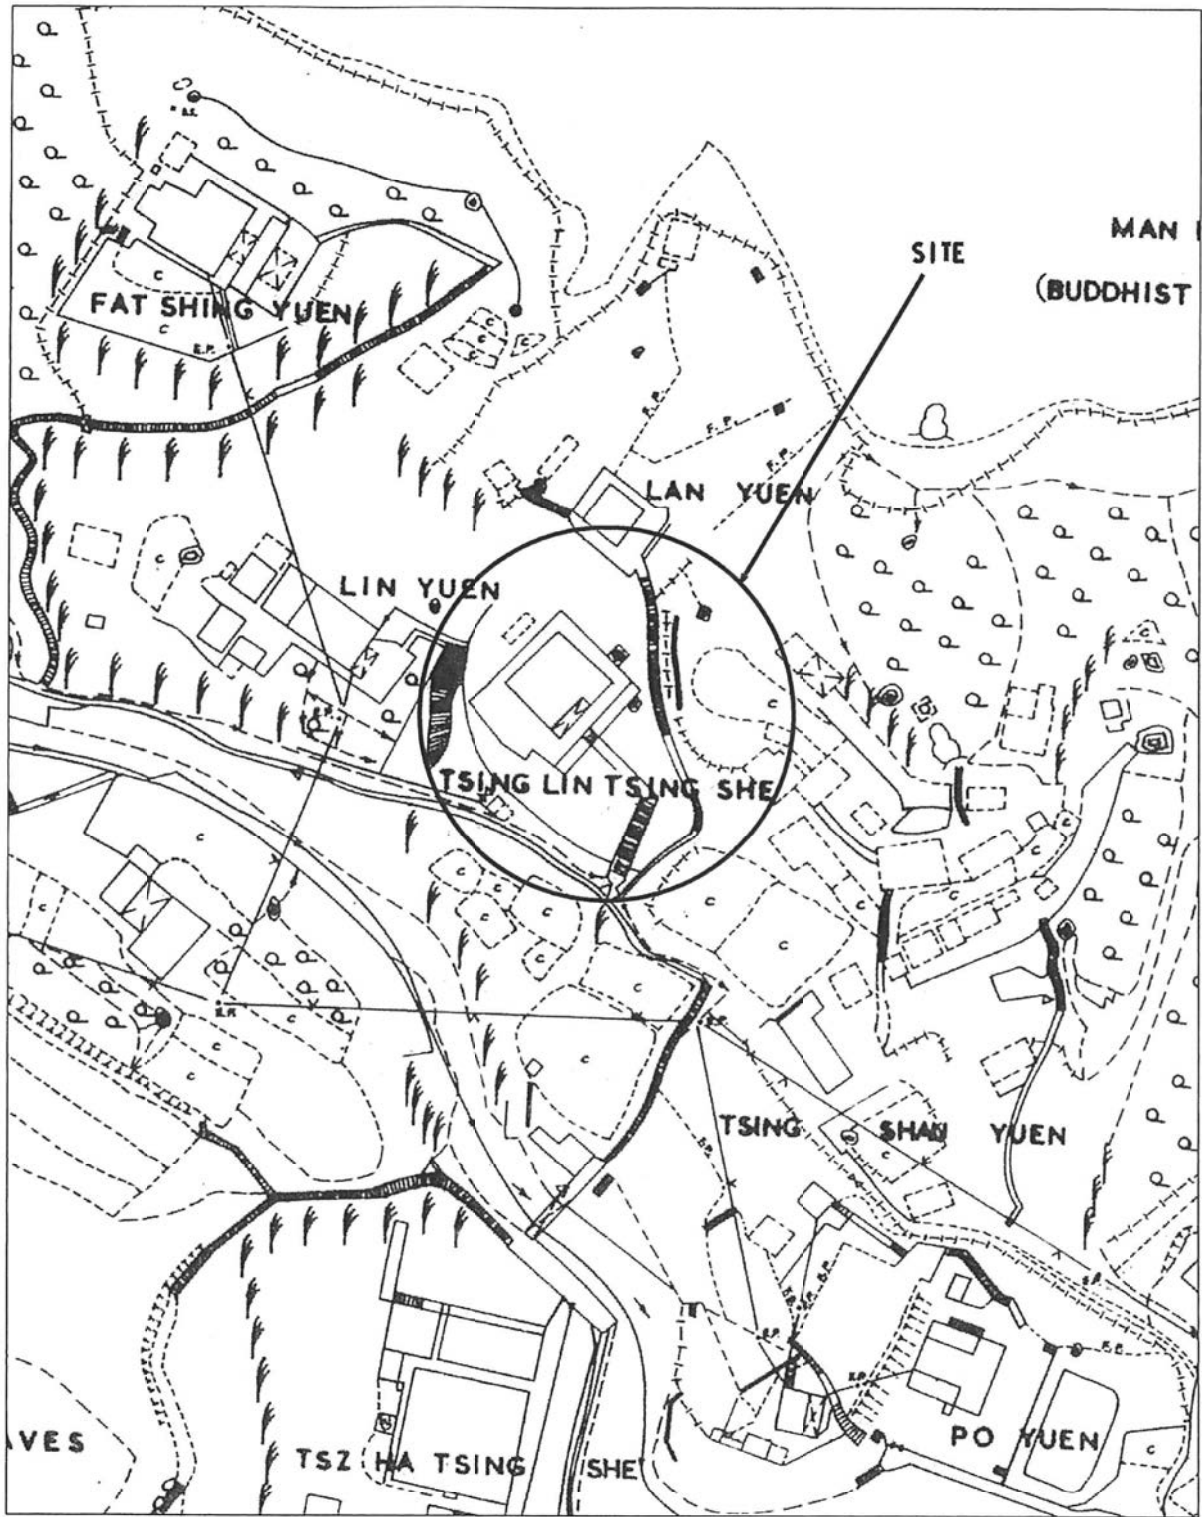 MAN
SITE
(BUDDHIST
FAT SHING YUEN
C
C
E.P.
C
C
C
C
F. P.
F. P.
F. P.
LAN YUEN
C
LIN YUEN
C
TSING LIN TSING SHE
C
C
C
C
C
C
C
C
C
C
C
E.P.
E.P.
C
C
C
C
TSING SHAN YUEN
C
E.P.
E.P.
F.P.
AVES
TSZ HA TSING SHE
PO YUEN
C